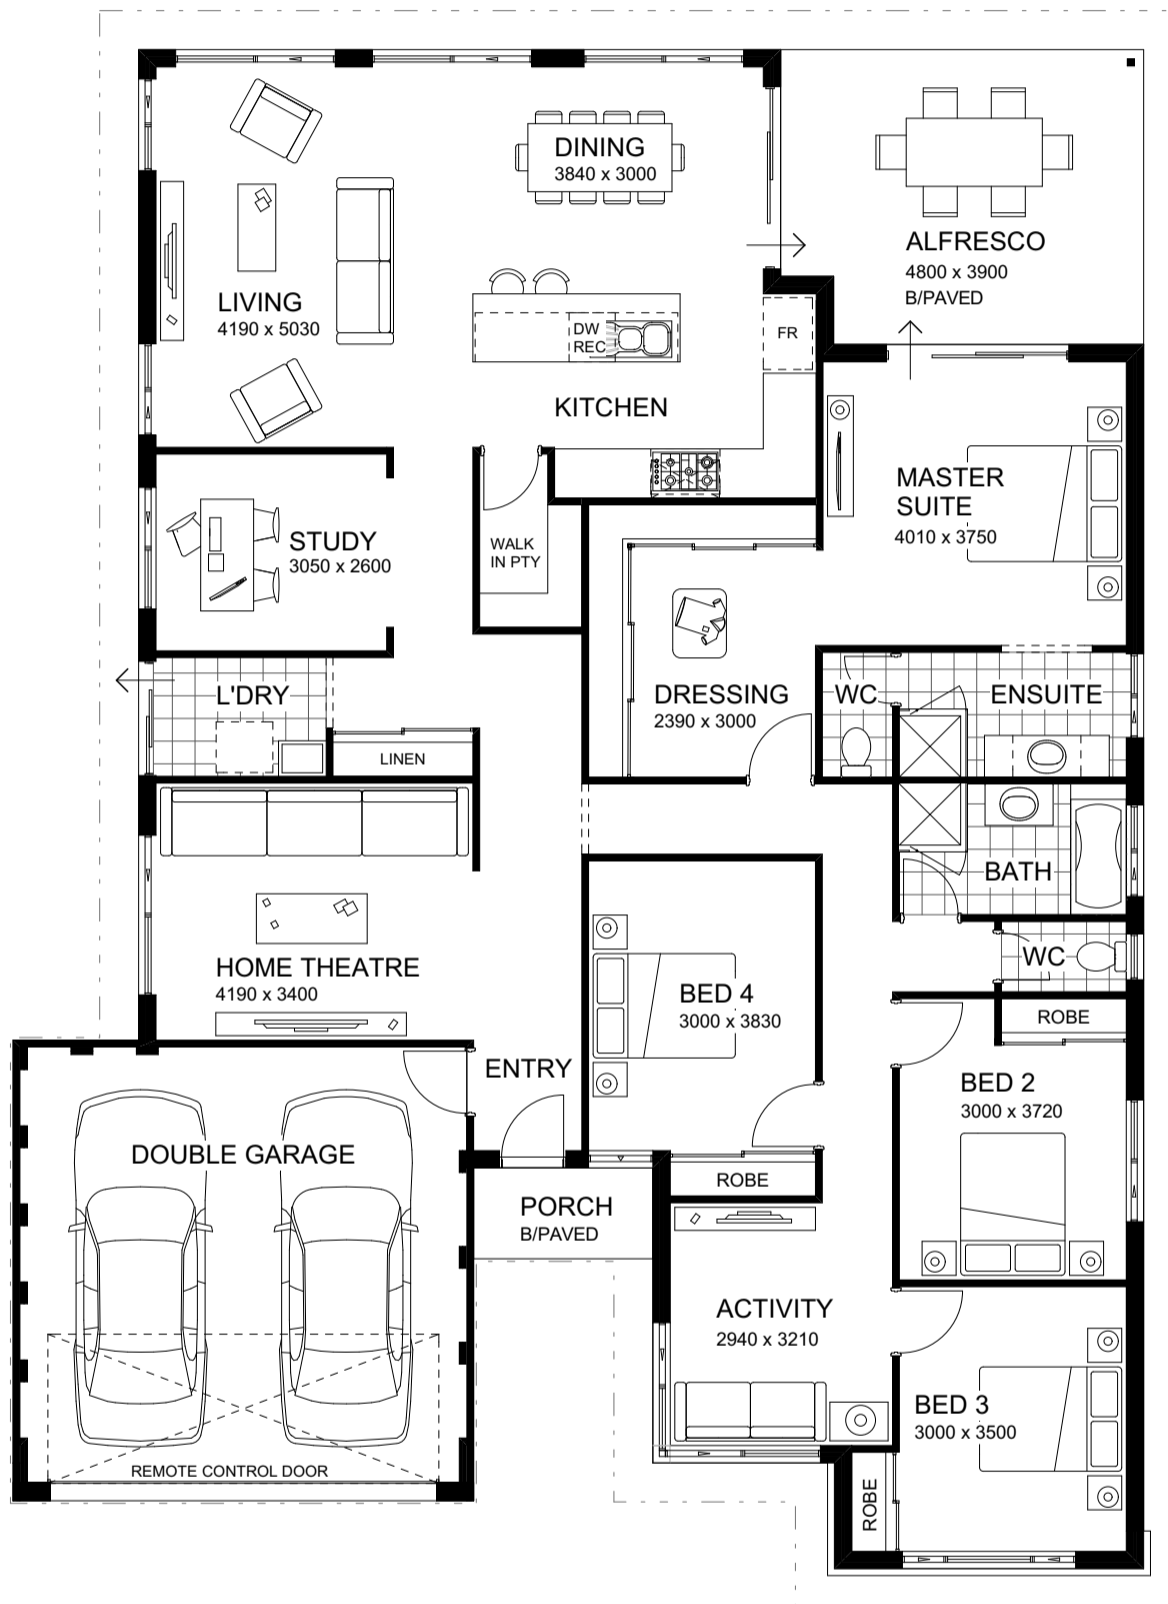 DINING
3840 x 3000
ALFRESCO
4800 x 3900
B/PAVED
LIVING
4190 x 5030
DW
REC
FR
KITCHEN
MASTER
SUITE
4010 x 3750
STUDY
3050 x 2600
WALK
IN PTY
L'DRY
DRESSING
2390 x 3000
WC
ENSUITE
LINEN
BATH
HOME THEATRE
4190 x 3400
WC
BED 4
3000 x 3830
ROBE
ENTRY
BED 2
3000 x 3720
DOUBLE GARAGE
ROBE
PORCH
B/PAVED
ACTIVITY
2940 x 3210
BED 3
3000 x 3500
REMOTE CONTROL DOOR
ROBE